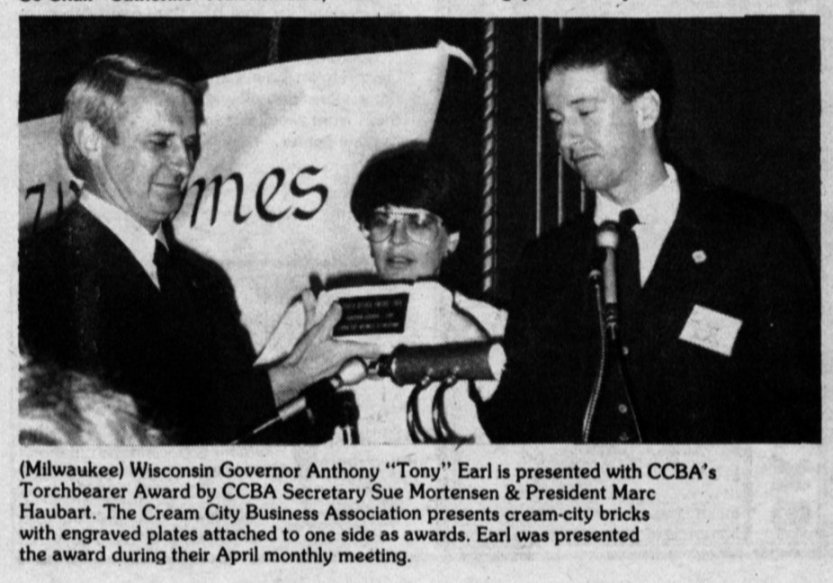 mes
(Milwaukee) Wisconsin Governor Anthony "Tony" Earl is presented with CCBA's
Torchbearer Award by CCBA Secretary Sue Mortensen & President Marc
Haubart. The Cream City Business Association presents cream-city bricks
with engraved plates attached to one side as awards. Earl was presented
the award during their April monthly meeting.